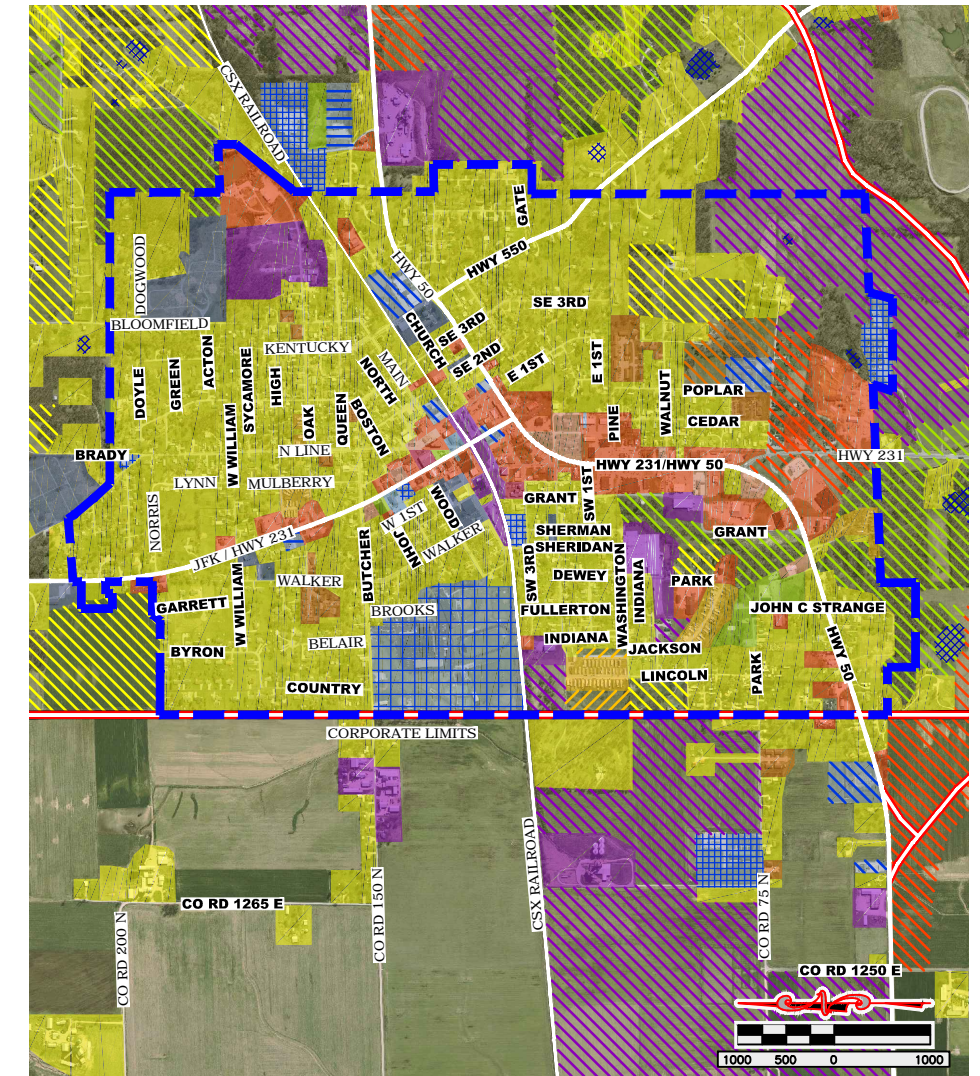 CSX RAILROAD
GATE
DOGWOOD
HWY 50
HWY 550
SE 3RD
BLOOMFIELD
CHURCH
SE 3RD
KENTUCKY
MAIN
SE 2ND
E 1ST
E 1ST
ACTON
GREEN
DOYLE
SYCAMORE
HIGH
NORTH
WALNUT
POPLAR
OAK
QUEEN
BOSTON
W WILLIAM
PINE
CEDAR
BRADY
N LINE
HWY 231
HWY 231/HWY 50
LYNN
MULBERRY
SW 1ST
NORRIS
WOOD
GRANT
W 1ST
SHERMAN
GRANT
JFK / HWY 231
JOHN
WALKER
SHERIDAN
BUTCHER
SW 3RD
DEWEY
WALKER
PARK
W WILLIAM
WASHINGTON
INDIANA
GARRETT
BROOKS
FULLERTON
JOHN C STRANGE
BELAIR
INDIANA
JACKSON
BYRON
HWY 50
LINCOLN
PARK
COUNTRY
CORPORATE LIMITS
CSX RAILROAD
CO RD 1265 E
CO RD 150 N
CO RD 75 N
CO RD 200 N
CO RD 1250 E
N
1000 500 0 1000